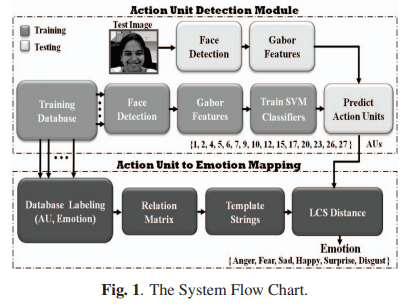 Action Unit Detection Module
Training
Testing
Test Image
Face
Detection
Gabor
Features
Training
Database
Face
Detection
Gabor
Features
Train SVM
Classifiers
Predict
Action Units
{1, 2, 4, 5, 6, 7, 9, 10, 12, 15, 17, 20, 23, 26, 27 }
AUs
Action Unit to Emotion Mapping
Database Labeling
(AU, Emotion)
Relation
Matrix
Template
Strings
LCS Distance
Emotion
{Anger, Fear, Sad, Happy, Surprise, Disgust}
Fig. 1. The System Flow Chart.